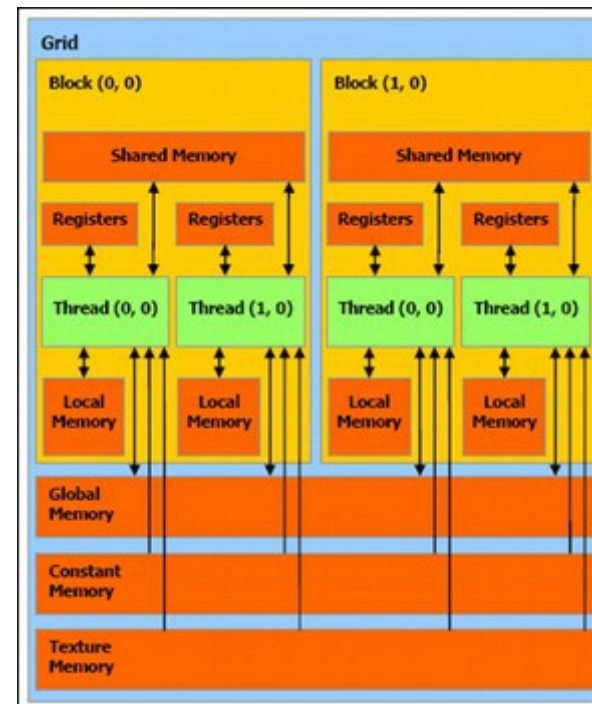 Grid
Block (0, 0)
Block (1, 0)
Shared Memory
Shared Memory
Registers
Registers
Registers
Registers
Thread (0, 0)
Thread (1, 0)
Thread (0, 0)
Thread (1, 0)
Local
Memory
Local
Memory
Local
Memory
Local
Memory
Global
Memory
Constant
Memory
Texture
Memory